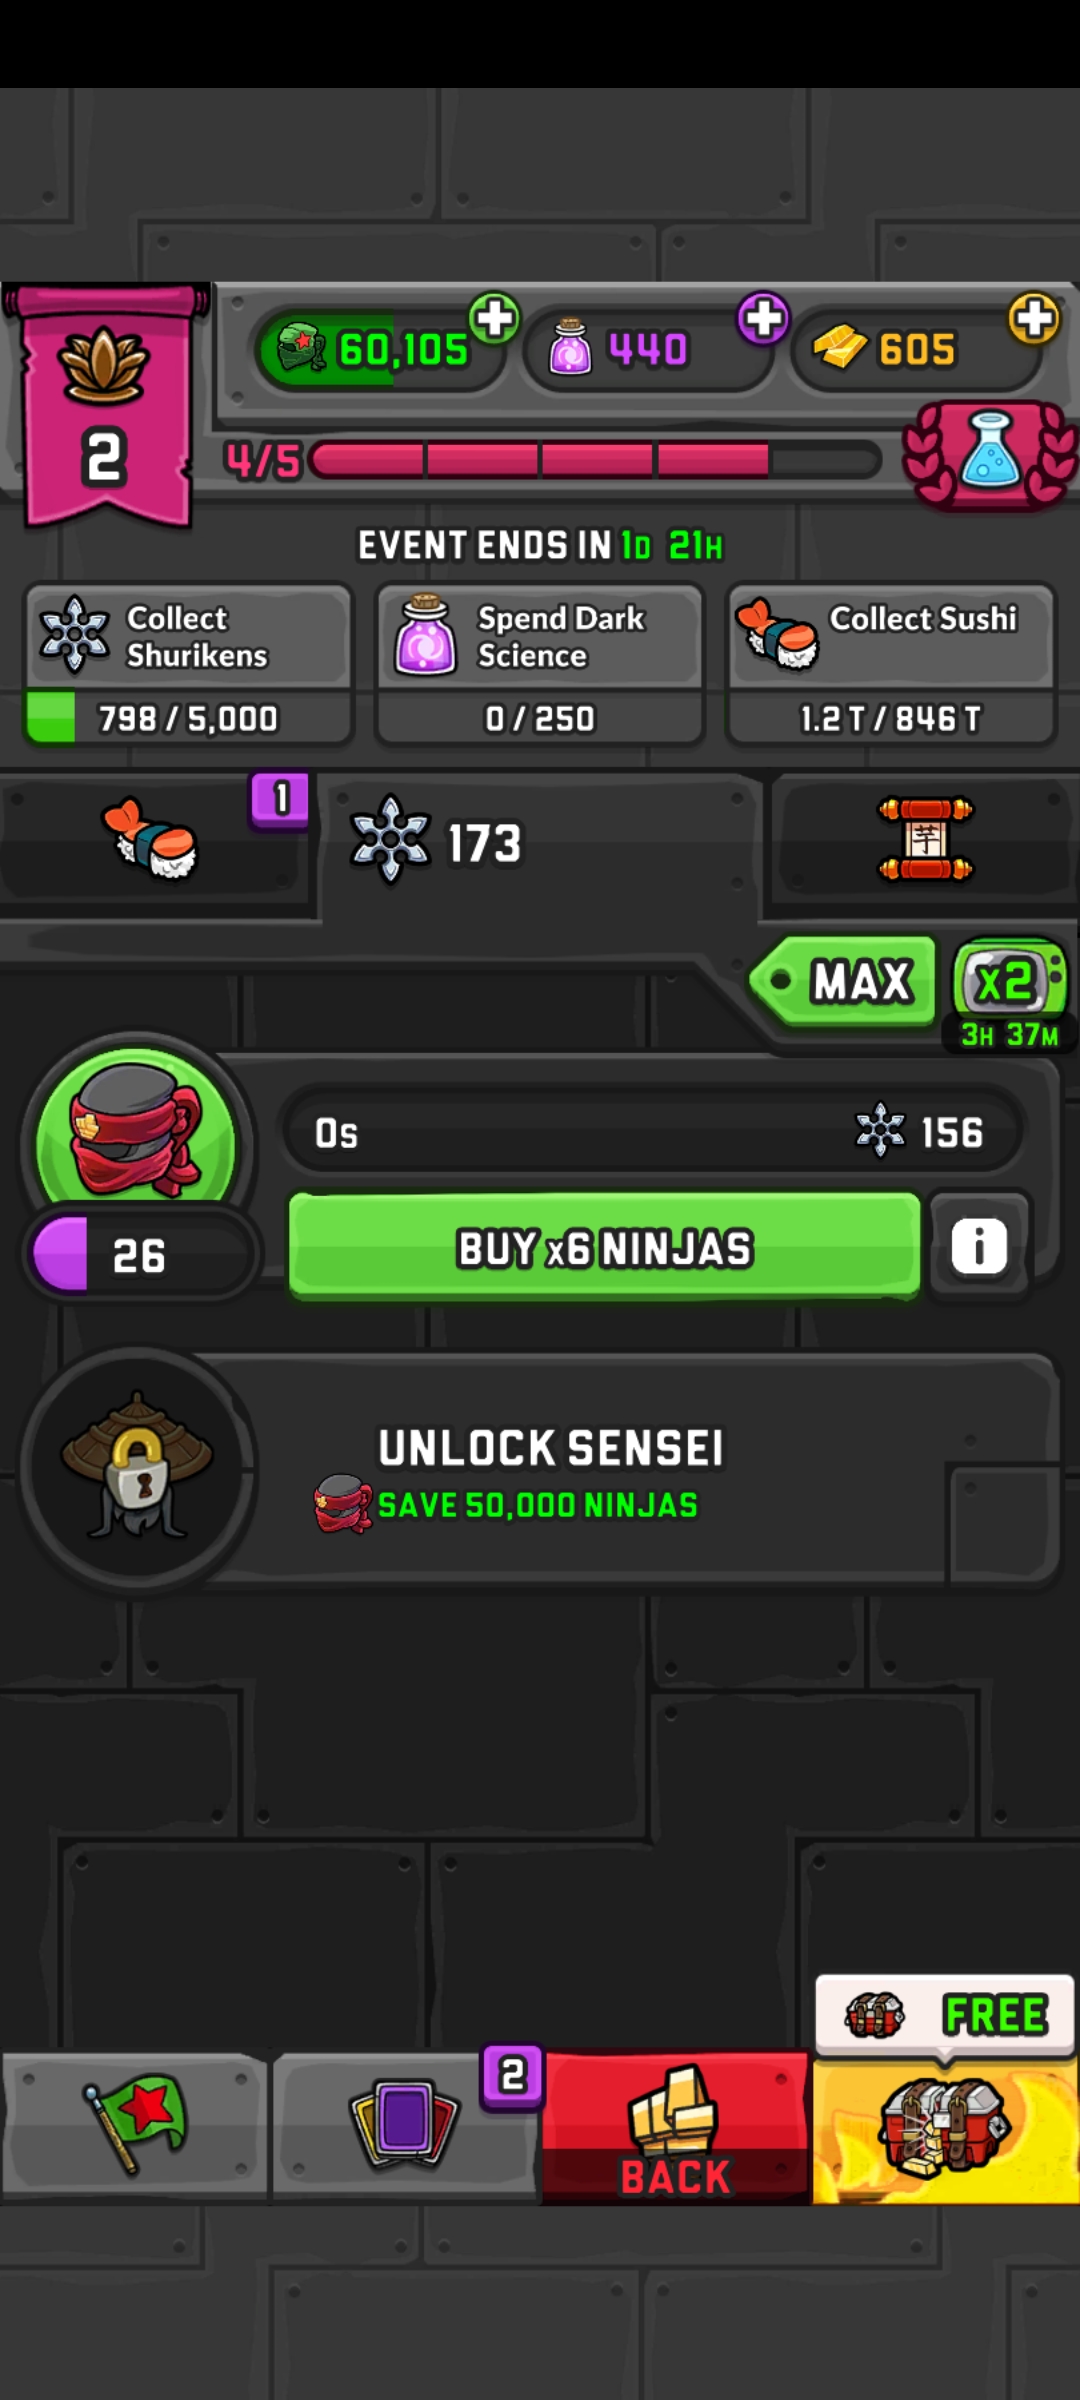 60,105
440
605
2
4/5
EVENT ENDS IN 1D 21H
Collect
Shurikens
798 / 5,000
Spend Dark
Science
0 / 250
Collect Sushi
1.2 T / 846 T
1
173
芋
MAX
x2
3H 37M
0s
156
26
BUY x6 NINJAS
i
UNLOCK SENSEI
SAVE 50,000 NINJAS
FREE
2
BACK